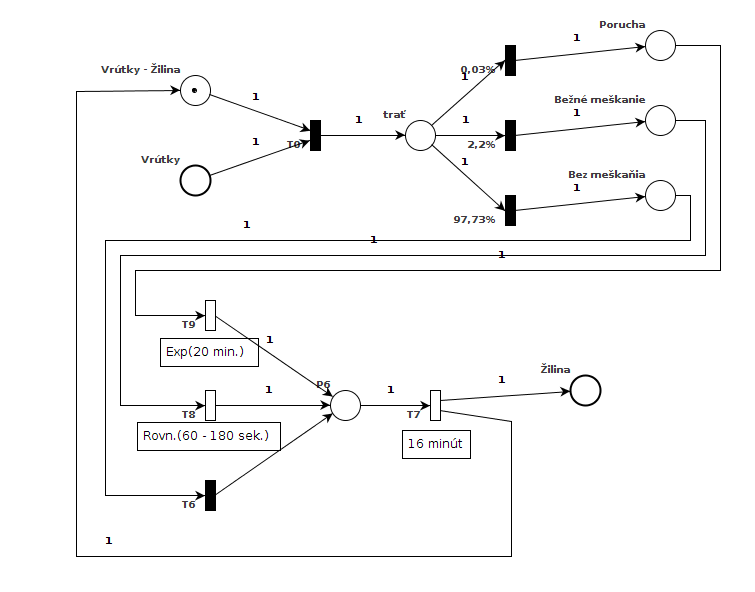 Porucha
1
Vrútky - Žilina
0,03%
1
1
Bežné meškanie
1
1
trať
1
1
T0
2,2%
Vrútky
1
Bez meškaňia
1
97,73%
1
1
1
T9
1
Exp(20 min.)
Žilina
1
P6
1
1
T8
T7
Rovn.(60 - 180 sek.)
16 minút
T6
1